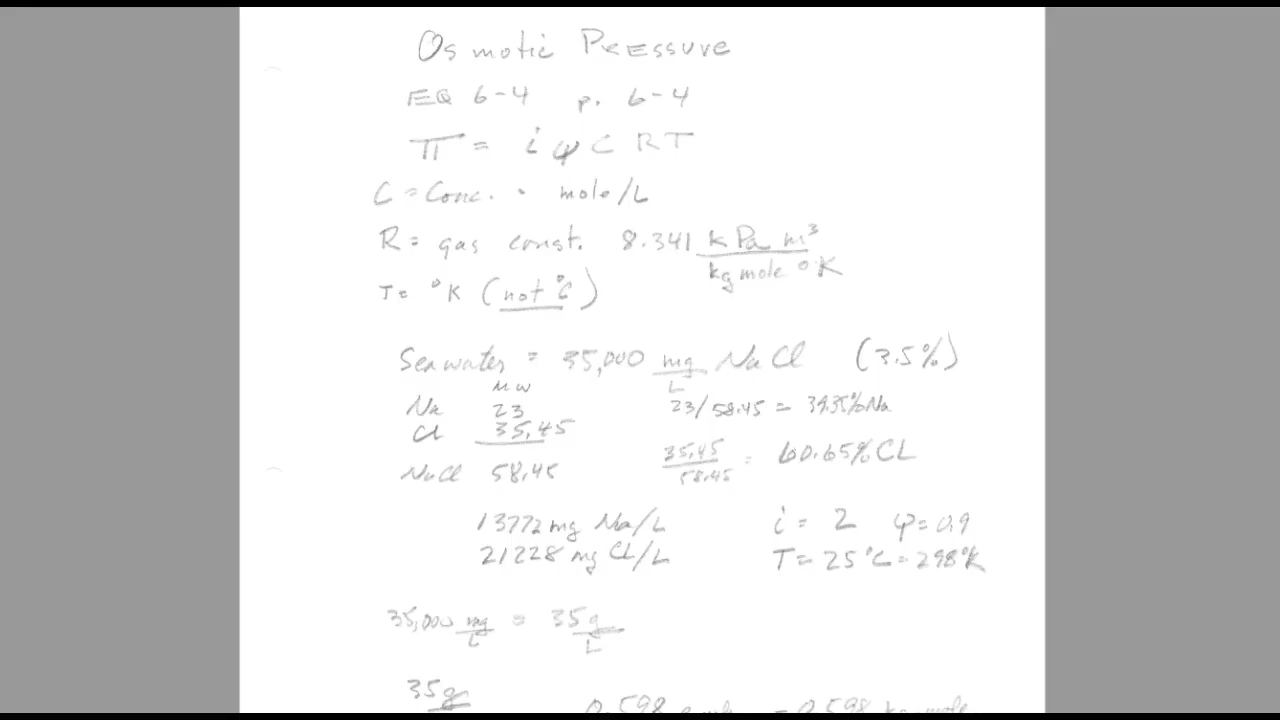 Osmotic Pressure
EQ 6-4 p. 6-4
π = i φ C R T
C = Conc. · mole/L
R = gas const. 8.341 k Pa m³ / kg mole °K
T = °K (not °C)
Seawater = 35,000 mg/L NaCl (3.5%)
MW
Na 23 23/58.45 = 39.35% Na
Cl 35.45
35.45/58.45 = 60.65% CL
NaCl 58.45
13772 mg Na/L i = 2 φ = 0.9
21228 mg CL/L T = 25°C = 298°K
35,000 mg/L = 35g/L
35g